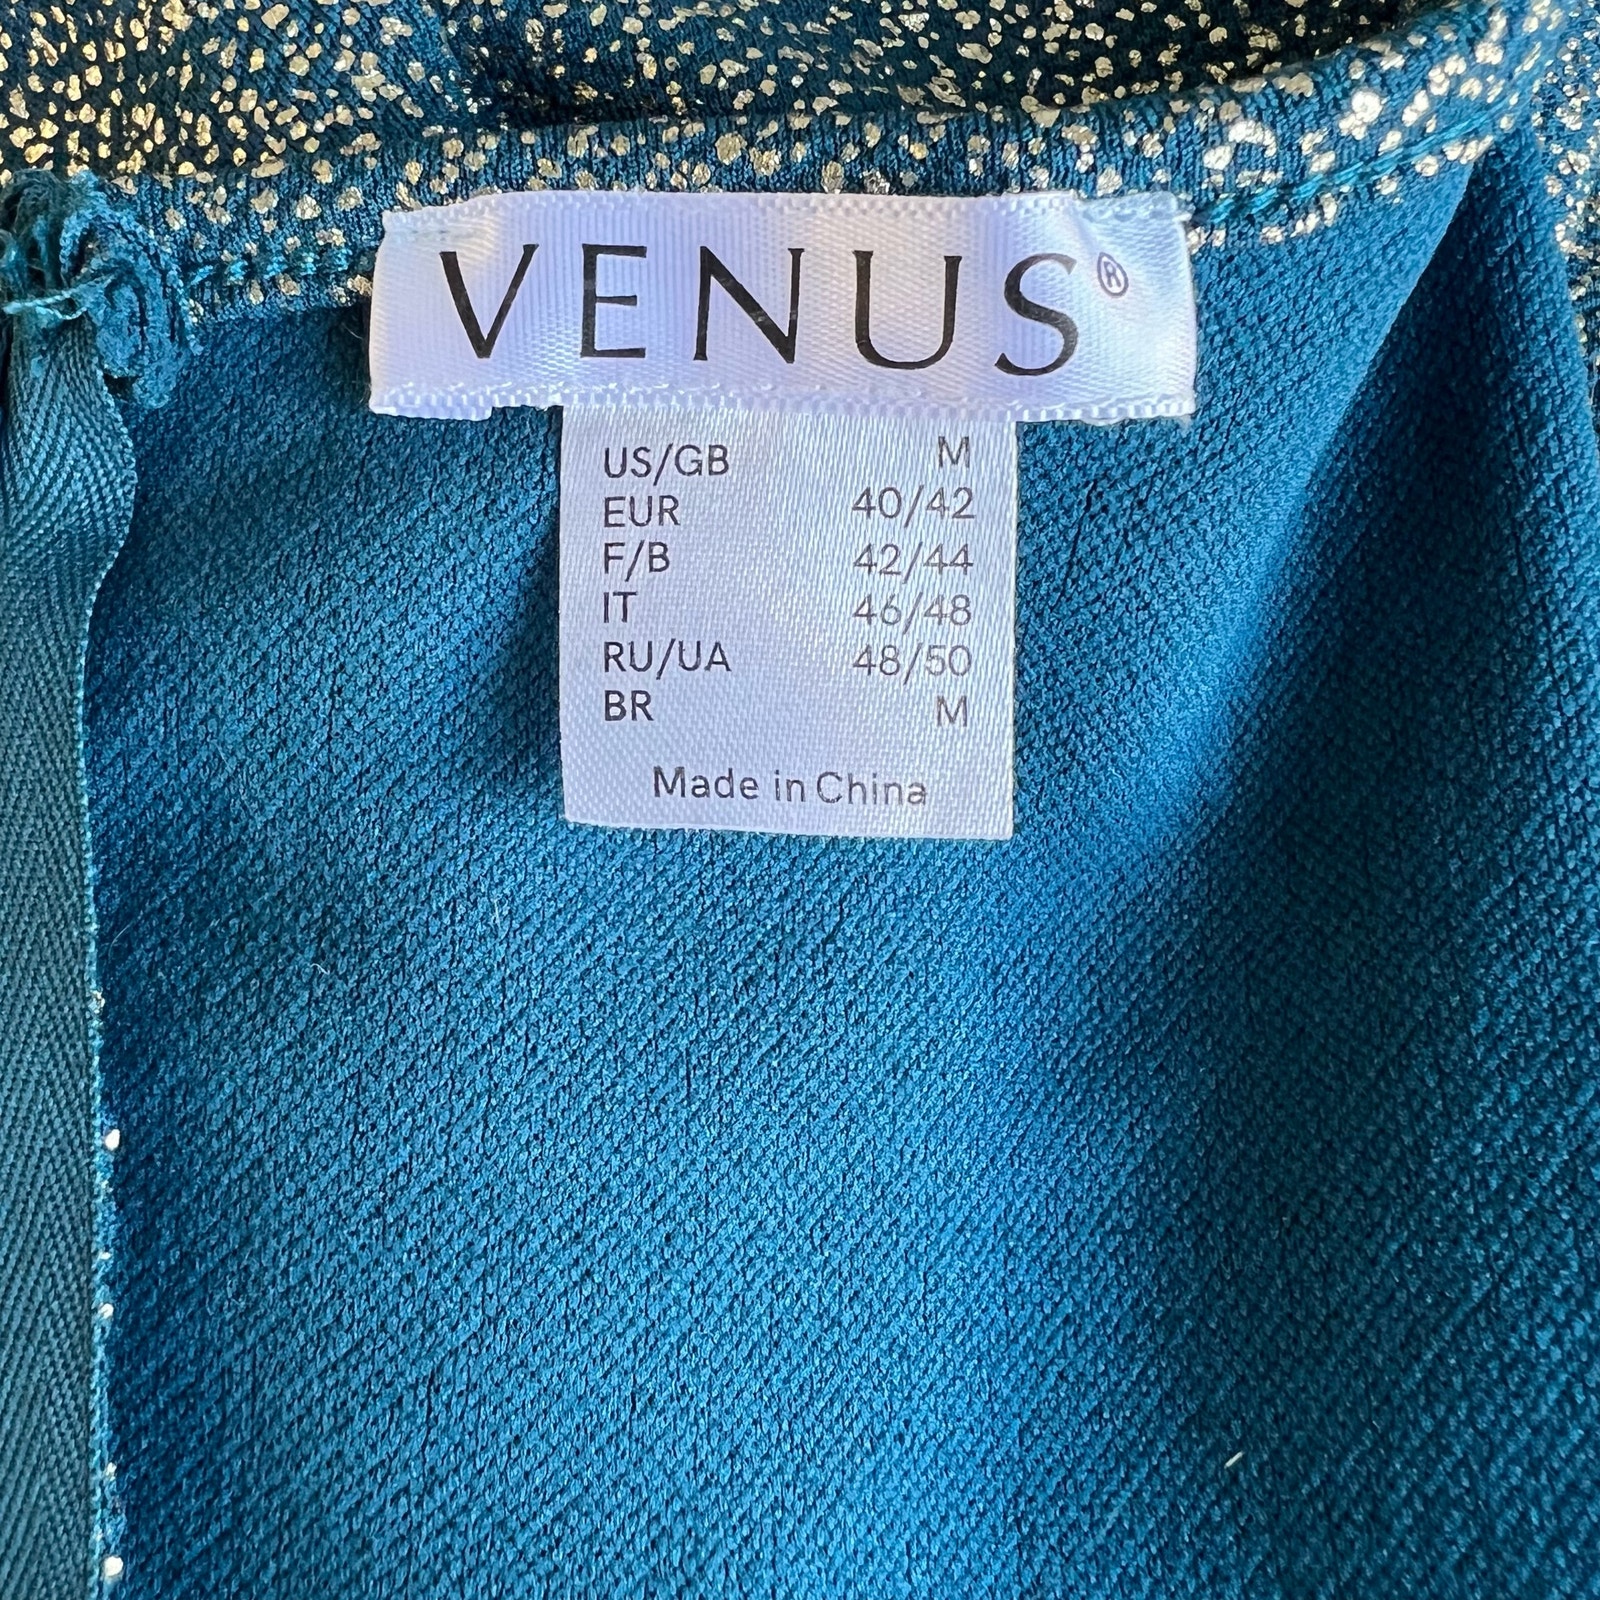 VENUS®
US/GB M
EUR 40/42
F/B 42/44
IT 46/48
RU/UA 48/50
BR M
Made in China